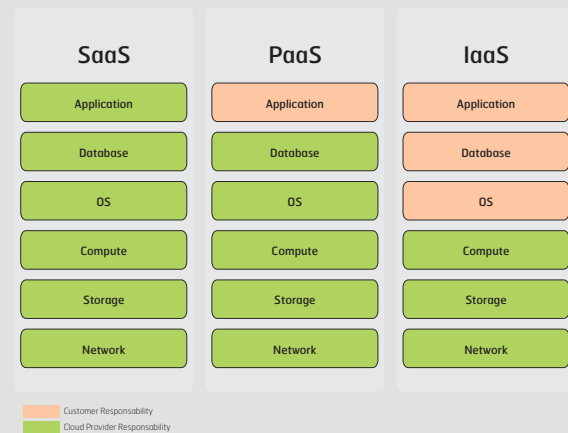 SaaS
PaaS
IaaS
Application
Application
Application
Database
Database
Database
OS
OS
OS
Compute
Compute
Compute
Storage
Storage
Storage
Network
Network
Network
Customer Responsability
Cloud Provider Responsability